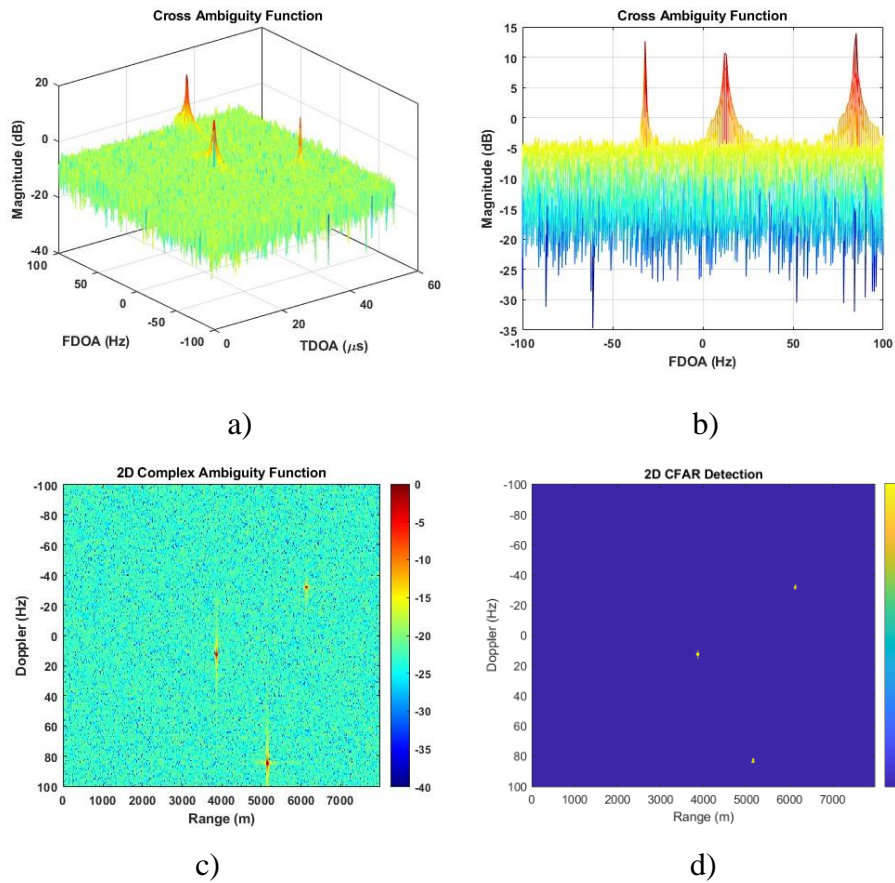 Cross Ambiguity Function
20
0
-20
-40
Magnitude (dB)
100
50
0
-50
-100
FDOA (Hz)
0
20
40
60
TDOA (μs)
a)
Cross Ambiguity Function
15
10
5
0
-5
-10
-15
-20
-25
-30
-35
Magnitude (dB)
-100 -50 0 50 100
FDOA (Hz)
b)
2D Complex Ambiguity Function
-100
-80
-60
-40
-20
0
20
40
60
80
100
Doppler (Hz)
0 1000 2000 3000 4000 5000 6000 7000
Range (m)
0
-5
-10
-15
-20
-25
-30
-35
-40
c)
2D CFAR Detection
-100
-80
-60
-40
-20
0
20
40
60
80
100
Doppler (Hz)
0 1000 2000 3000 4000 5000 6000 7000
Range (m)
d)